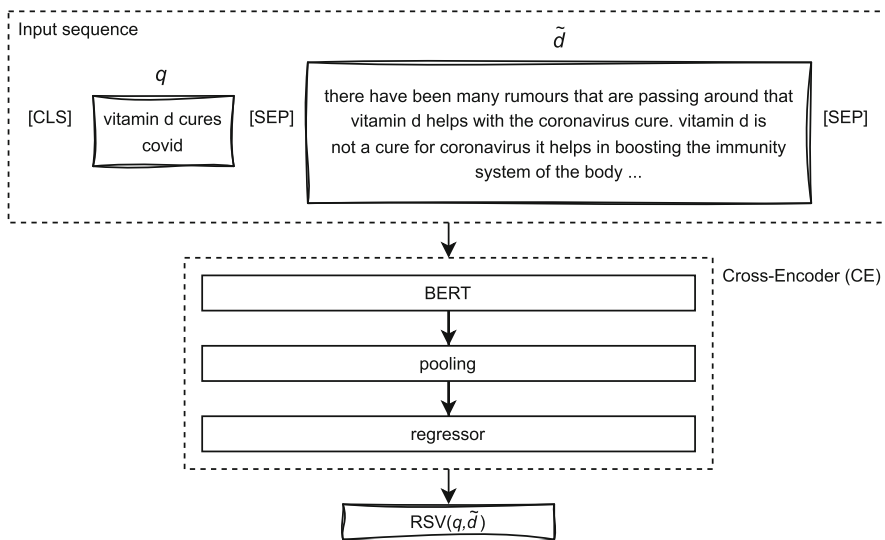 Input sequence
q
d̃
[CLS]
vitamin d cures
covid
[SEP]
there have been many rumours that are passing around that
vitamin d helps with the coronavirus cure. vitamin d is
not a cure for coronavirus it helps in boosting the immunity
system of the body ...
[SEP]
Cross-Encoder (CE)
BERT
pooling
regressor
RSV(q,d̃)